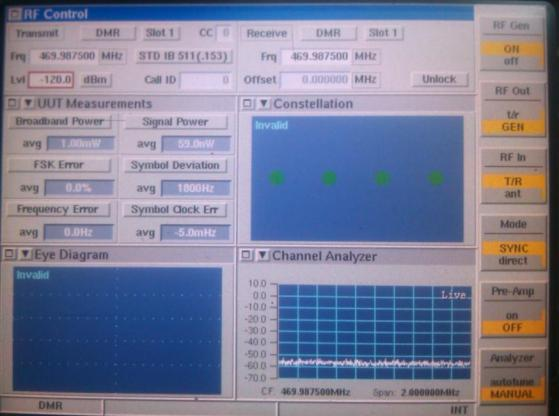 RF Control
Transmit DMR Slot 1 CC 0 Receive DMR Slot 1
Frq 469.987500 MHz STD IB 511(.153) Frq 469.987500 MHz
Lvl -120.0 dBm Call ID 0 Offset 0.000000 MHz Unlock
UUT Measurements
Broadband Power Signal Power
avg 1.00mW avg 59.0nW
FSK Error Symbol Deviation
avg 0.0% avg 1800Hz
Frequency Error Symbol Clock Err
avg 0.0Hz avg -5.0mHz
Constellation
Invalid
Eye Diagram
Invalid
Channel Analyzer
10.0
0.0
-10.0
-20.0
-30.0
-40.0
-50.0
-60.0
-70.0
Live
CF: 469.987500MHz Span: 2.000000MHz
RF Gen
ON
off
RF Out
t/r
GEN
RF In
T/R
ant
Mode
SYNC
direct
Pre-Amp
on
OFF
Analyzer
autotune
MANUAL
DMR INT